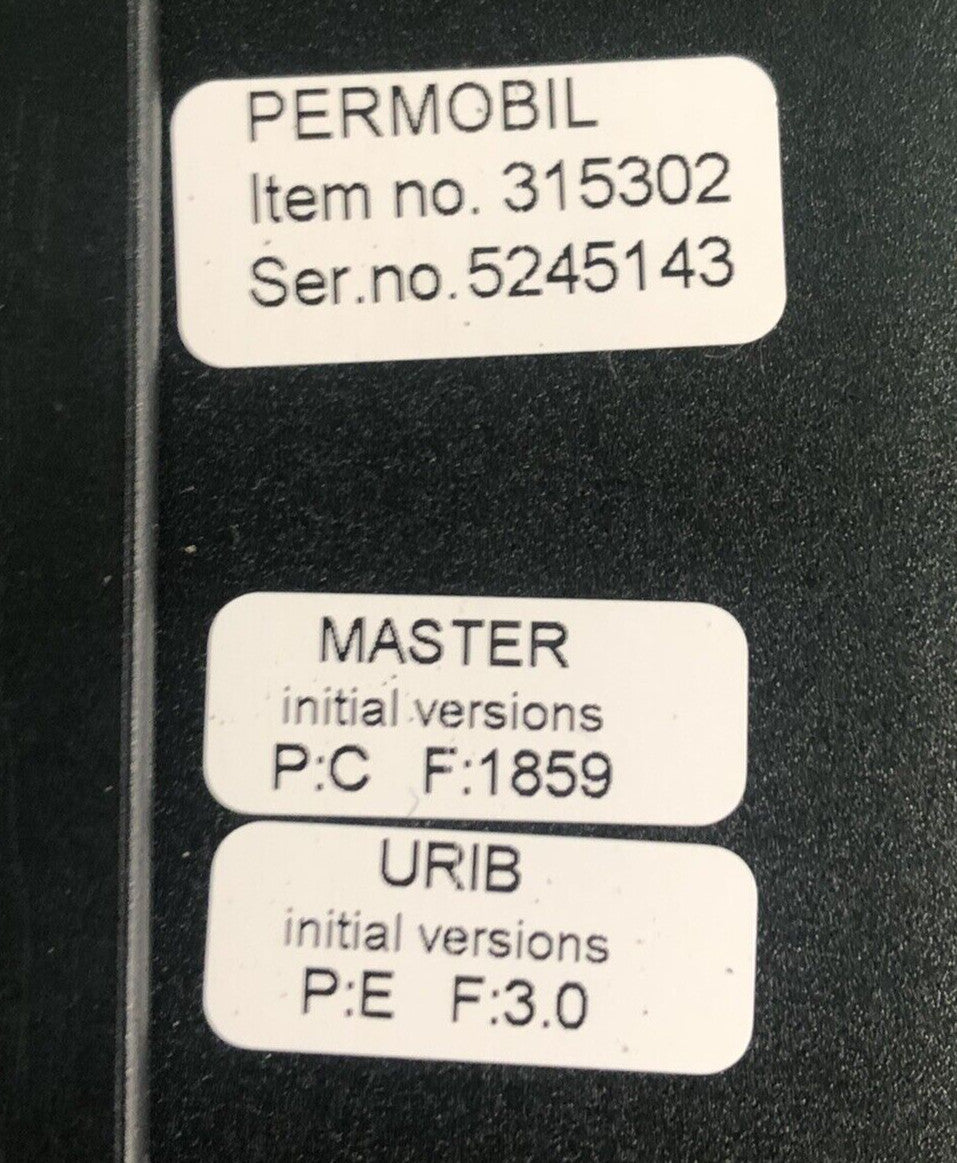 PERMOBIL
Item no. 315302
Ser.no.5245143
MASTER
initial versions
P:C F:1859
URIB
initial versions
P:E F:3.0